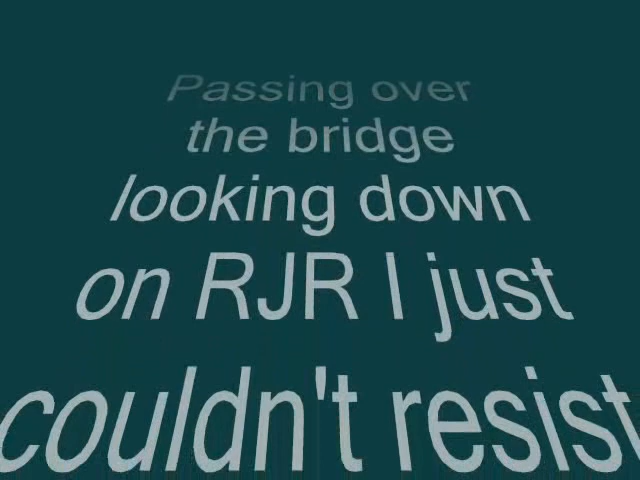 Passing over
the bridge
looking down
on RJR I just
couldn't resist